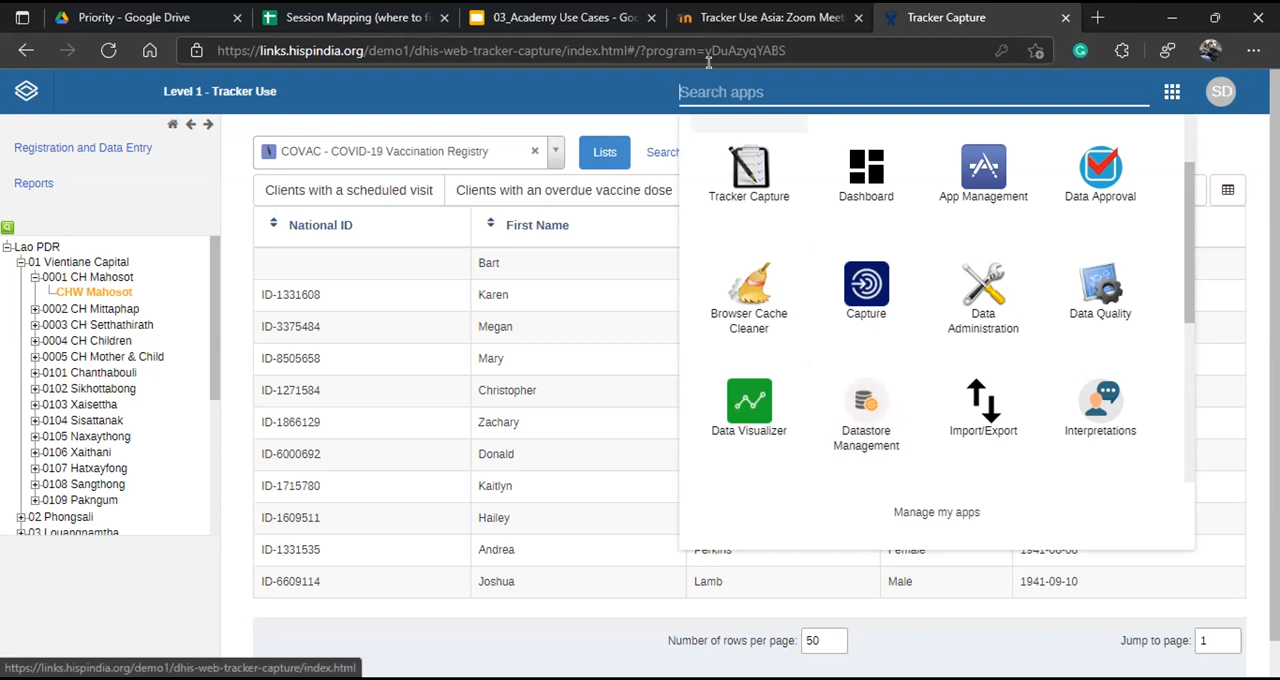 Priority - Google Drive
Session Mapping (where to fi
03_Academy Use Cases - Goo
Tracker Use Asia: Zoom Meet
Tracker Capture
https://links.hispindia.org/demo1/dhis-web-tracker-capture/index.html#/?program=yDuAzyqYABS
Level 1 - Tracker Use
Search apps
SD
Registration and Data Entry
Reports
COVAC - COVID-19 Vaccination Registry
Lists
Search
Clients with a scheduled visit
Clients with an overdue vaccine dose
National ID
First Name
Lao PDR
01 Vientiane Capital
0001 CH Mahosot
CHW Mahosot
0002 CH Mittaphap
0003 CH Setthathirath
0004 CH Children
0005 CH Mother & Child
0101 Chanthabouli
0102 Sikhottabong
0103 Xaisettha
0104 Sisattanak
0105 Naxaythong
0106 Xaithani
0107 Hatxayfong
0108 Sangthong
0109 Pakngum
02 Phongsali
03 Louangnamtha
Bart
ID-1331608 Karen
ID-3375484 Megan
ID-8505658 Mary
ID-1271584 Christopher
ID-1866129 Zachary
ID-6000692 Donald
ID-1715780 Kaitlyn
ID-1609511 Hailey
ID-1331535 Andrea Perkins Female 1941-08-08
ID-6609114 Joshua Lamb Male 1941-09-10
Tracker Capture
Dashboard
App Management
Data Approval
Browser Cache
Cleaner
Capture
Data
Administration
Data Quality
Data Visualizer
Datastore
Management
Import/Export
Interpretations
Manage my apps
Number of rows per page: 50
Jump to page: 1
https://links.hispindia.org/demo1/dhis-web-tracker-capture/index.html